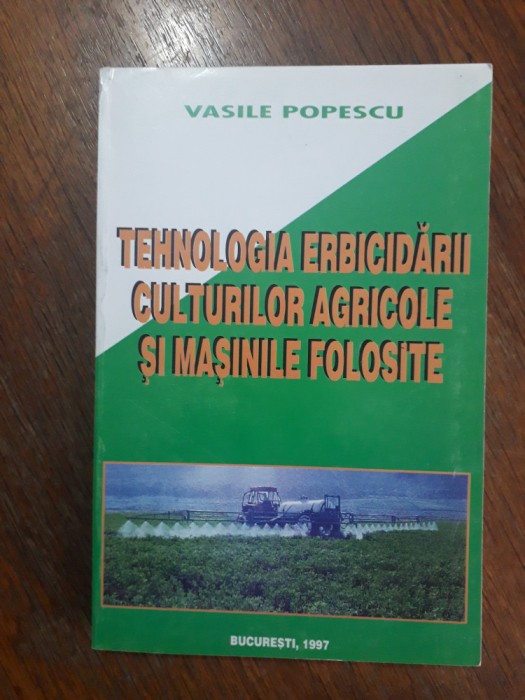 VASILE POPESCU
TEHNOLOGIA ERBICIDĂRII
CULTURILOR AGRICOLE
ŞI MAŞINILE FOLOSITE
BUCUREŞTI, 1997